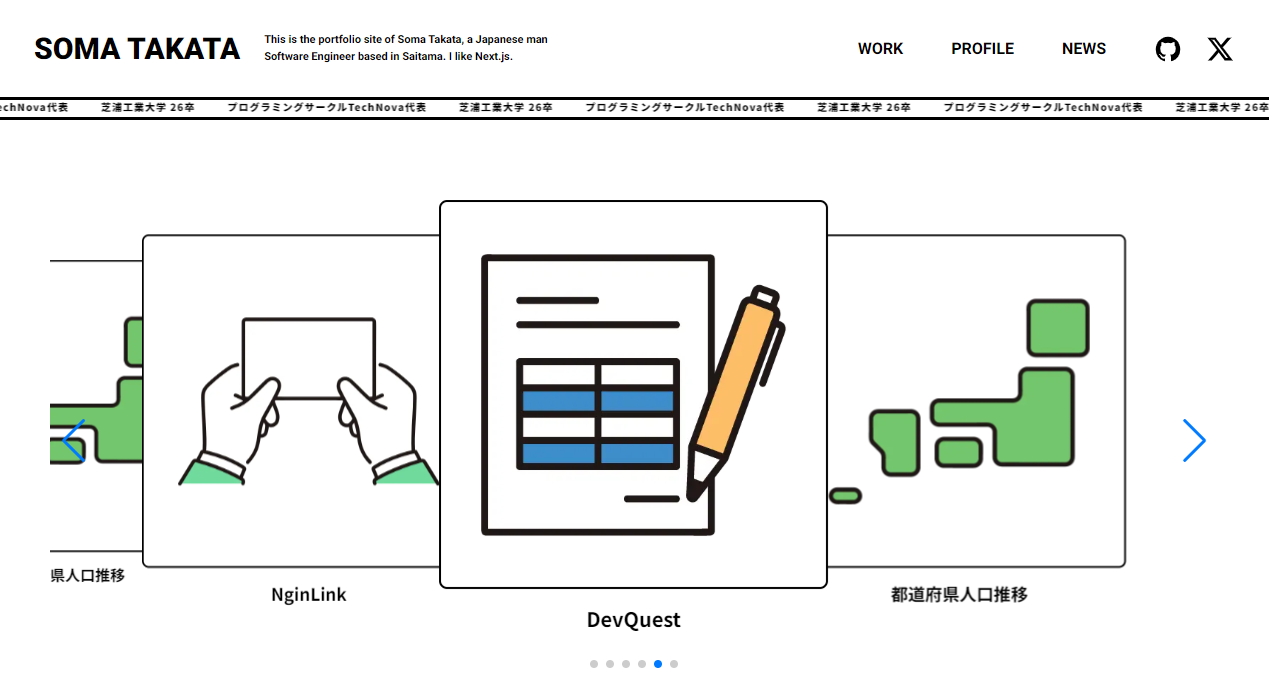 SOMA TAKATA
This is the portfolio site of Soma Takata, a Japanese man
Software Engineer based in Saitama. I like Next.js.
WORK PROFILE NEWS
echNova代表 芝浦工業大学 26卒 プログラミングサークルTechNova代表 芝浦工業大学 26卒 プログラミングサークルTechNova代表 芝浦工業大学 26卒 プログラミングサークルTechNova代表 芝浦工業大学 26卒
県人口推移
NginLink
DevQuest
都道府県人口推移